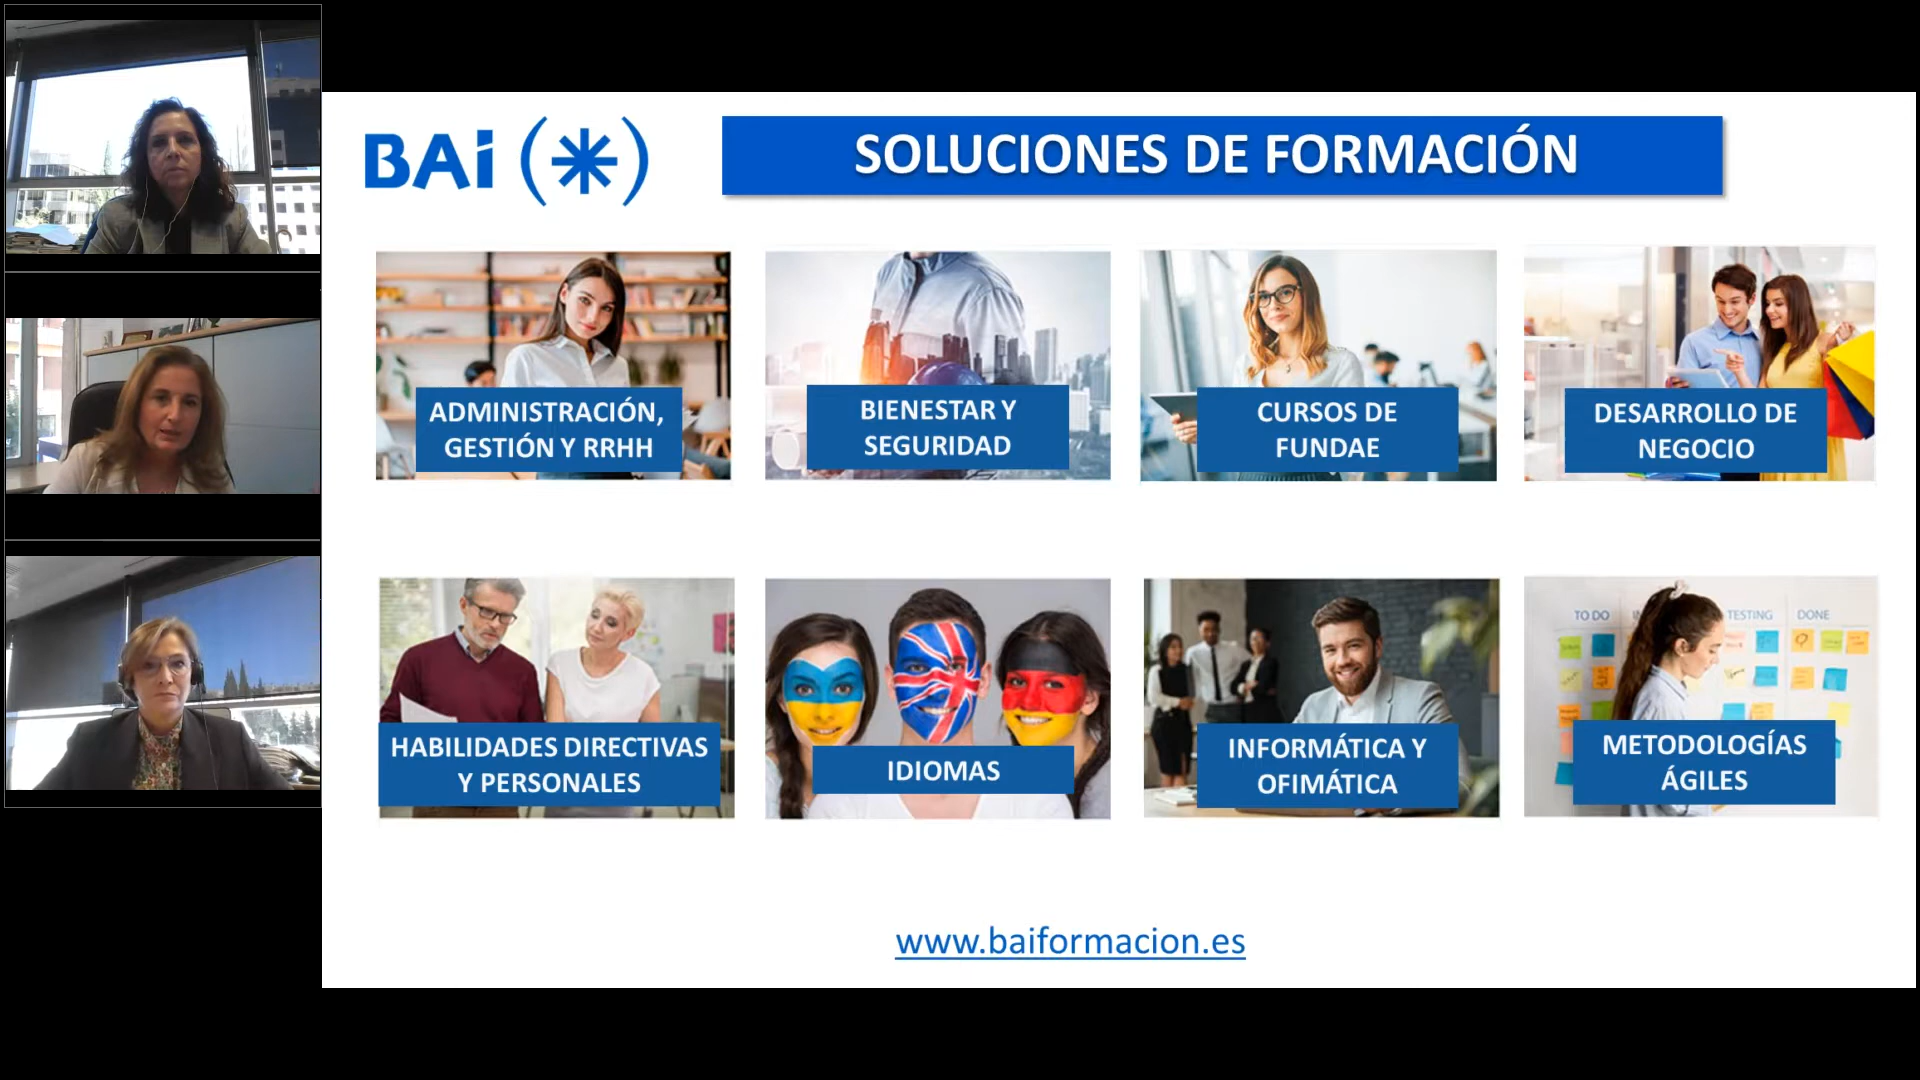 BAi (*)
SOLUCIONES DE FORMACIÓN
ADMINISTRACIÓN,
GESTIÓN Y RRHH
BIENESTAR Y
SEGURIDAD
CURSOS DE
FUNDAE
DESARROLLO DE
NEGOCIO
HABILIDADES DIRECTIVAS
Y PERSONALES
IDIOMAS
INFORMÁTICA Y
OFIMÁTICA
TO DO
TESTING
DONE
METODOLOGÍAS
ÁGILES
www.baiformacion.es